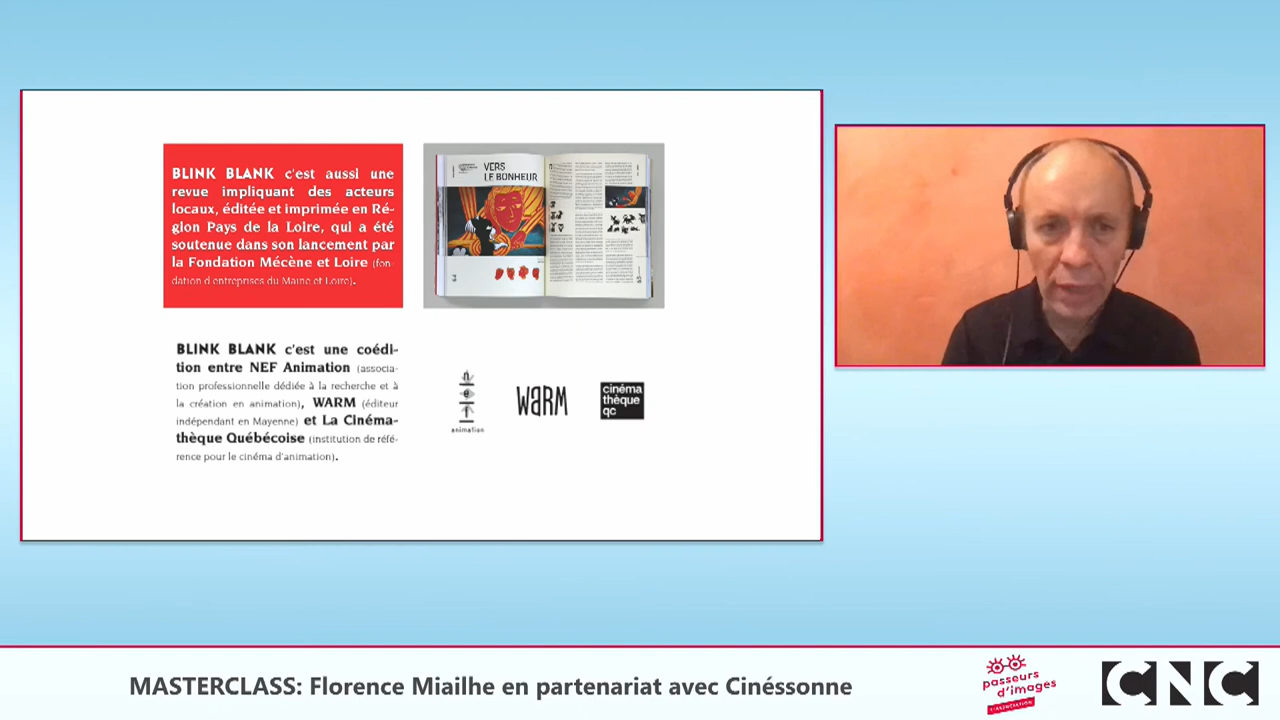 BLINK BLANK c'est aussi une
revue impliquant des acteurs
locaux, éditée et imprimée en Ré-
gion Pays de la Loire, qui a été
soutenue dans son lancement par
la Fondation Mécène et Loire (fon-
dation d'entreprises du Maine et Loire).
VERS
LE BONHEUR
BLINK BLANK c'est une coédi-
tion entre NEF Animation (associa-
tion professionnelle dédiée à la recherche et à
la création en animation), WARM (éditeur
indépendant en Mayenne) et La Cinéma-
thèque Québécoise (institution de réfé-
rence pour le cinéma d'animation).
n
e
f
animation
WARM
cinéma
thèque
qc
MASTERCLASS: Florence Miailhe en partenariat avec Cinéssonne
passeurs
d'images
L'ASSOCIATION
CNC